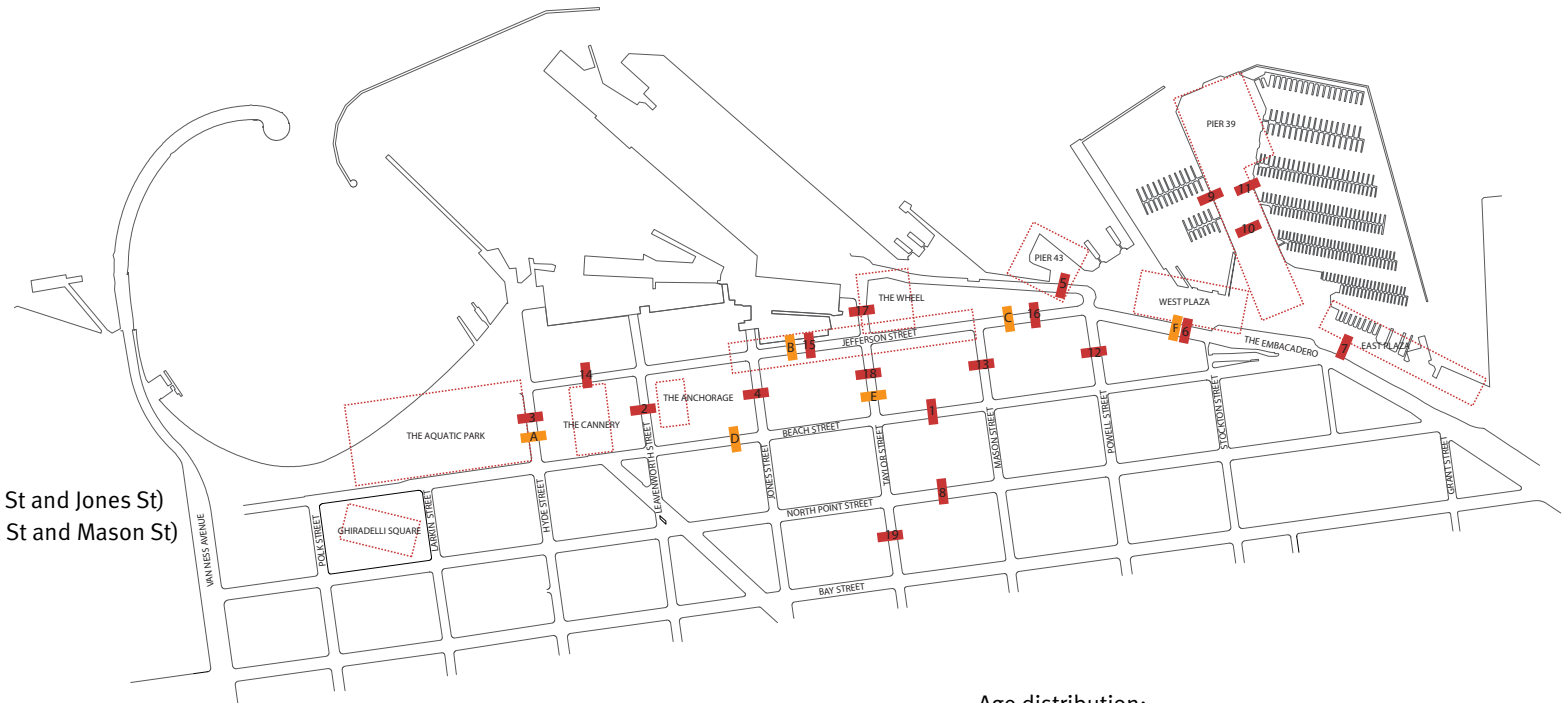 PIER 39
11
9
10
PIER 43
5
THE WHEEL
17
C
16
WEST PLAZA
F
6
THE EMBACADERO
7
EAST PLAZA
B
15
JEFFERSON STREET
12
13
14
18
E
4
2
THE ANCHORAGE
1
3
A
THE CANNERY
THE AQUATIC PARK
D
BEACH STREET
JONES STREET
TAYLOR STREET
MASON STREET
POWELL STREET
STOCKTON STREET
GRANT STREET
LEAVENWORTH STREET
HYDE STREET
LARKIN STREET
POLK STREET
VAN NESS AVENUE
GHIRADELLI SQUARE
St and Jones St)
St and Mason St)
8
NORTH POINT STREET
19
BAY STREET
Age distribution: